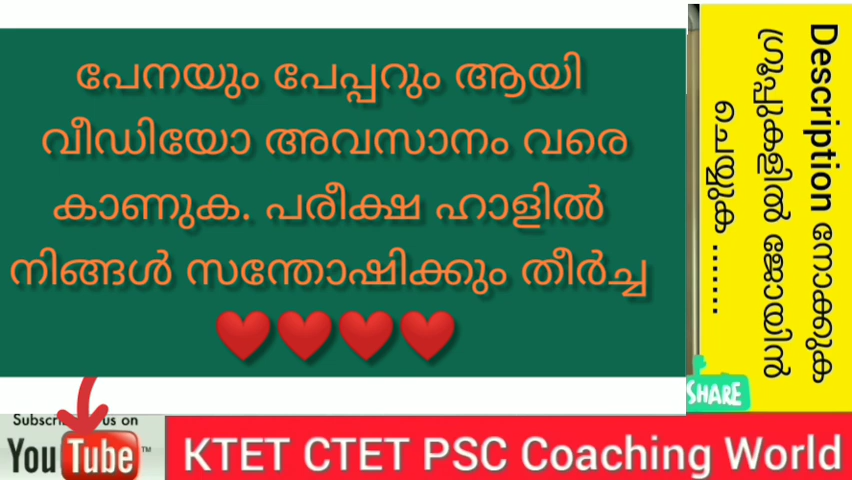 പേനയും പേപ്പറും ആയി
വീഡിയോ അവസാനം വരെ
കാണുക. പരീക്ഷ ഹാളിൽ
നിങ്ങൾ സന്തോഷിക്കും തീർച്ച
Description നോക്കുക
ഗ്രൂപ്പുകളിൽ ജോയിൻ
ചെയ്യുക ........
SHARE
us on
YouTube ™
KTET CTET PSC Coaching World